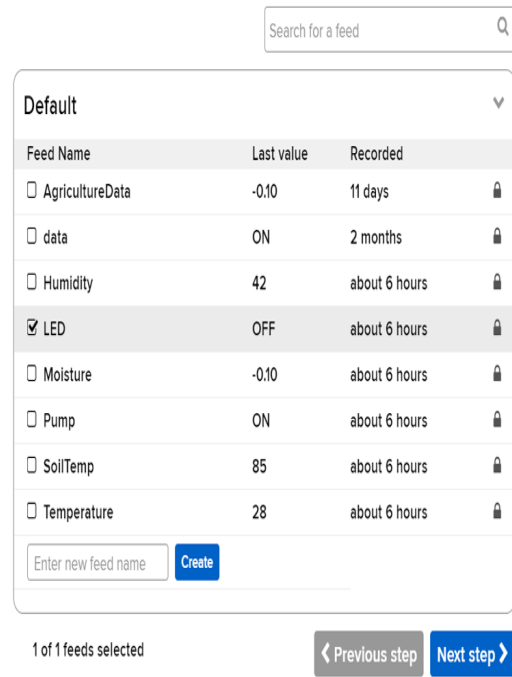 Search for a feed
Default
Feed Name Last value Recorded
AgricultureData -0.10 11 days
data ON 2 months
Humidity 42 about 6 hours
LED OFF about 6 hours
Moisture -0.10 about 6 hours
Pump ON about 6 hours
SoilTemp 85 about 6 hours
Temperature 28 about 6 hours
Enter new feed name Create
1 of 1 feeds selected Previous step Next step